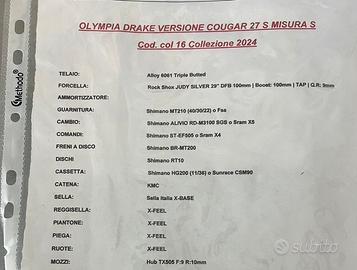 OLYMPIA DRAKE VERSIONE COUGAR 27 S MISURA S
Cod. col 16 Collezione 2024
TELAIO: Alloy 6061 Triple Butted
FORCELLA: Rock Shox JUDY SILVER 29" DFB 100mm | Boost: 100mm | TAP | Q.R: 9mm
AMMORTIZZATORE:
GUARNITURA: Shimano MT210 (40/30/22) o Fsa
CAMBIO: Shimano ALIVIO RD-M3100 SGS o Sram X5
COMANDI: Shimano ST-EF505 o Sram X4
FRENI A DISCO Shimano BR-MT200
DISCHI Shimano RT10
CASSETTA: Shimano HG200 (11/36) o Sunrace CSM90
CATENA: KMC
SELLA: Sella Italia X-BASE
REGGISELLA: X-FEEL
PIANTONE: X-FEEL
PIEGA: X-FEEL
RUOTE: X-FEEL
MOZZI: Hub TX505 F:9 R:10mm
Methodo
subito